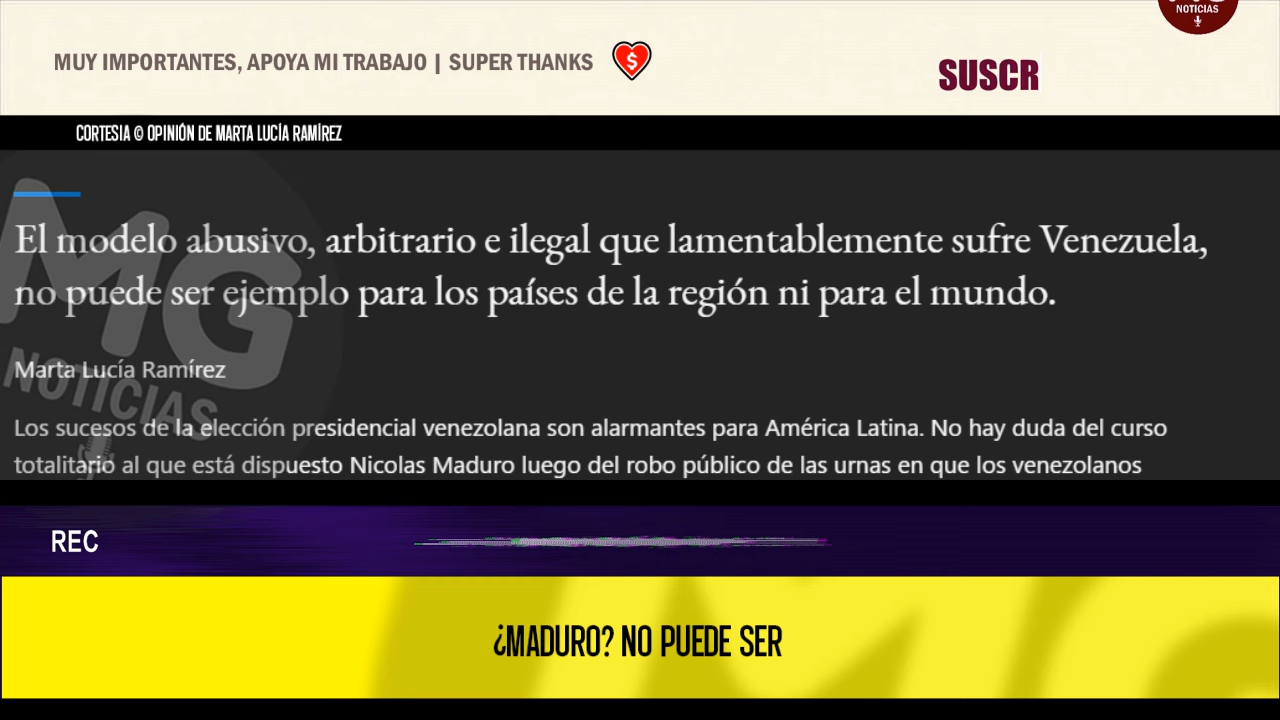 NOTICIAS
MUY IMPORTANTES, APOYA MI TRABAJO | SUPER THANKS
$
SUSCR
CORTESIA © OPINIÓN DE MARTA LUCÍA RAMÍREZ
El modelo abusivo, arbitrario e ilegal que lamentablemente sufre Venezuela,
no puede ser ejemplo para los países de la región ni para el mundo.
MG
NOTICIAS
Marta Lucía Ramírez
Los sucesos de la elección presidencial venezolana son alarmantes para América Latina. No hay duda del curso
totalitario al que está dispuesto Nicolas Maduro luego del robo público de las urnas en que los venezolanos
REC
¿MADURO? NO PUEDE SER